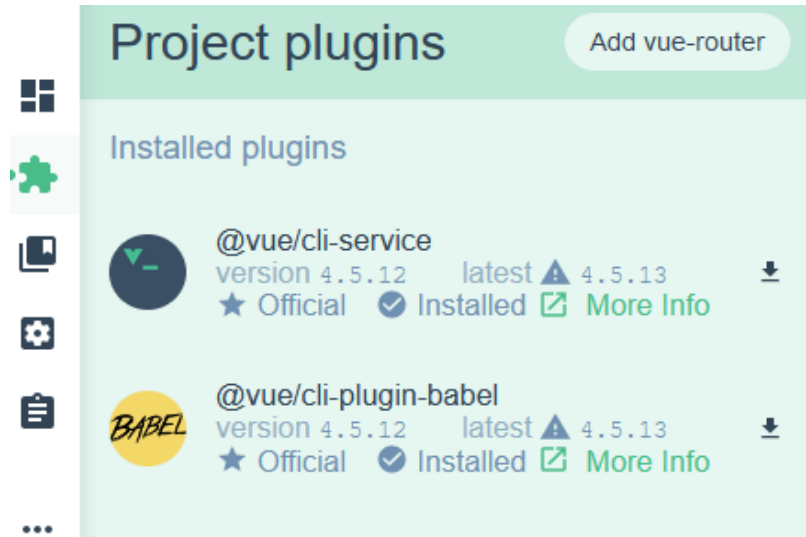 Project plugins
Add vue-router
Installed plugins
@vue/cli-service
version 4.5.12 latest 4.5.13
Official Installed More Info
BABEL
@vue/cli-plugin-babel
version 4.5.12 latest 4.5.13
Official Installed More Info